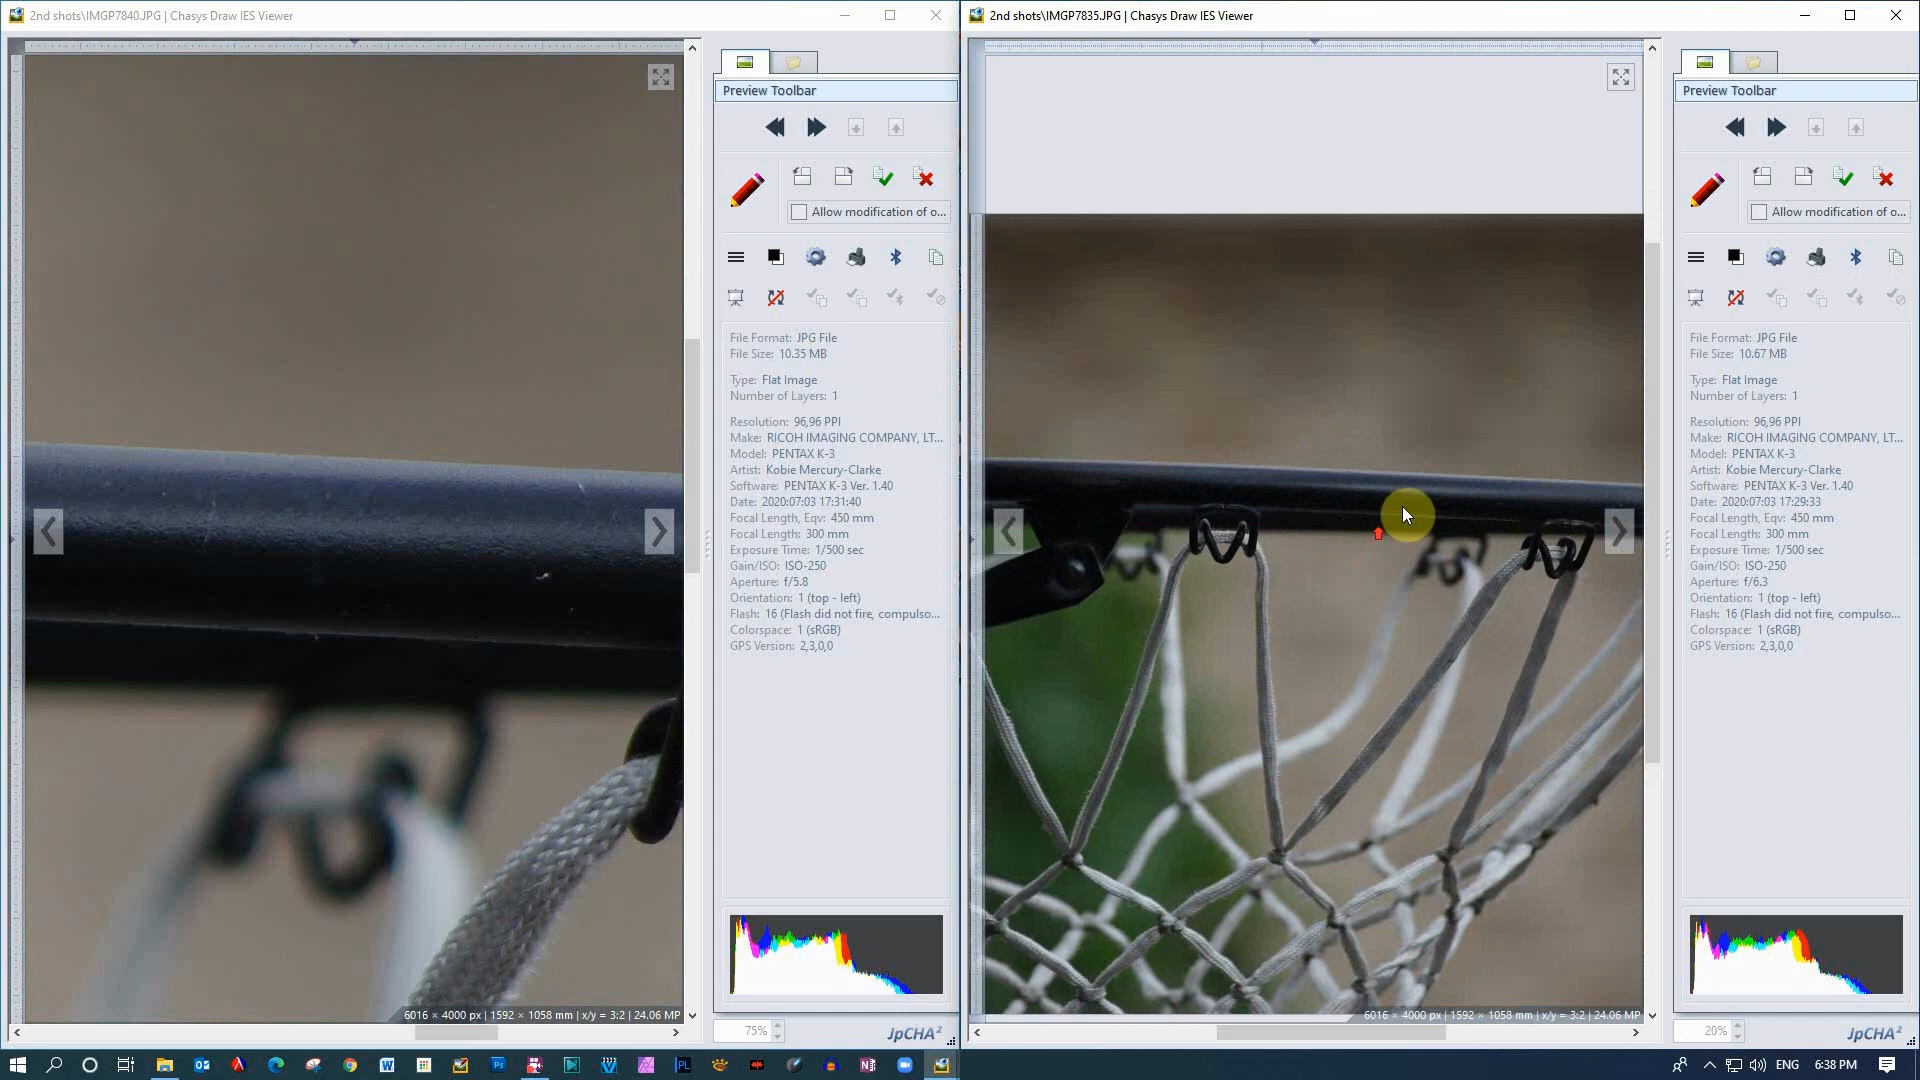 2nd shots\IMGP7840.JPG | Chasys Draw IES Viewer
Preview Toolbar
Allow modification of o...
File Format: JPG File
File Size: 10.35 MB
Type: Flat Image
Number of Layers: 1
Resolution: 96,96 PPI
Make: RICOH IMAGING COMPANY, LT...
Model: PENTAX K-3
Artist: Kobie Mercury-Clarke
Software: PENTAX K-3 Ver. 1.40
Date: 2020:07:03 17:31:40
Focal Length, Eqv: 450 mm
Focal Length: 300 mm
Exposure Time: 1/500 sec
Gain/ISO: ISO-250
Aperture: f/5.8
Orientation: 1 (top - left)
Flash: 16 (Flash did not fire, compulso...
Colorspace: 1 (sRGB)
GPS Version: 2,3,0,0
6016 × 4000 px | 1592 × 1058 mm | x/y = 3:2 | 24.06 MP
75%
JpCHA²
2nd shots\IMGP7835.JPG | Chasys Draw IES Viewer
Preview Toolbar
Allow modification of o...
File Format: JPG File
File Size: 10.67 MB
Type: Flat Image
Number of Layers: 1
Resolution: 96,96 PPI
Make: RICOH IMAGING COMPANY, LT...
Model: PENTAX K-3
Artist: Kobie Mercury-Clarke
Software: PENTAX K-3 Ver. 1.40
Date: 2020:07:03 17:29:33
Focal Length, Eqv: 450 mm
Focal Length: 300 mm
Exposure Time: 1/500 sec
Gain/ISO: ISO-250
Aperture: f/6.3
Orientation: 1 (top - left)
Flash: 16 (Flash did not fire, compulso...
Colorspace: 1 (sRGB)
GPS Version: 2,3,0,0
6016 × 4000 px | 1592 × 1058 mm | x/y = 3:2 | 24.06 MP
20%
JpCHA²
ENG
6:38 PM